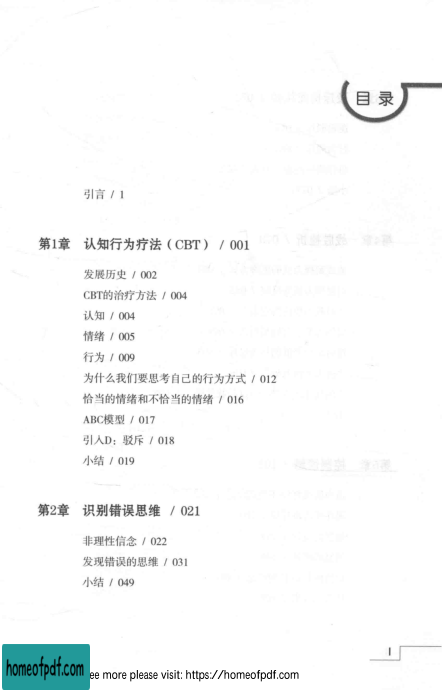 目录
引言 / 1
第1章 认知行为疗法（CBT） / 001
发展历史 / 002
CBT的治疗方法 / 004
认知 / 004
情绪 / 005
行为 / 009
为什么我们要思考自己的行为方式 / 012
恰当的情绪和不恰当的情绪 / 016
ABC模型 / 017
引入D：驳斥 / 018
小结 / 019
第2章 识别错误思维 / 021
非理性信念 / 022
发现错误的思维 / 031
小结 / 049
I
homeofpdf.com
ee more please visit: https://homeofpdf.com